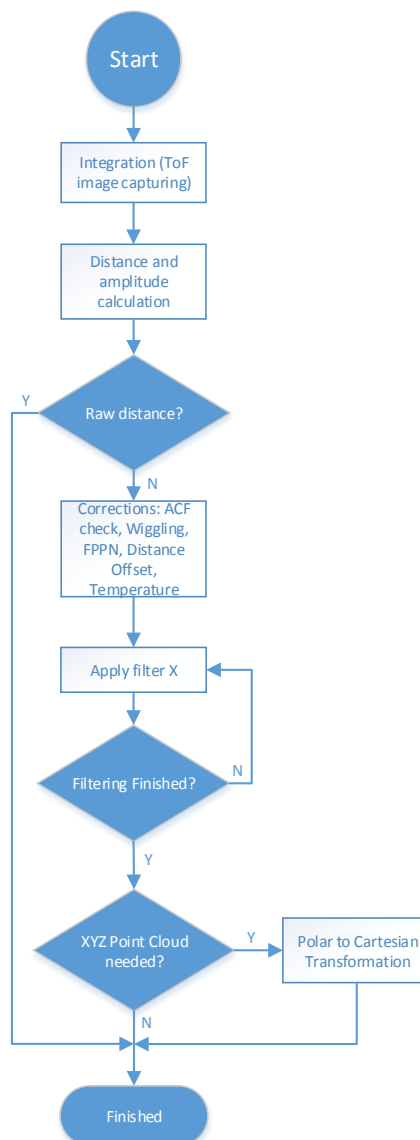 Start
Integration (ToF
image capturing)
Distance and
amplitude
calculation
Y
Raw distance?
N
Corrections: ACF
check, Wiggling,
FPPN, Distance
Offset,
Temperature
Apply filter X
Filtering Finished?
N
Y
XYZ Point Cloud
needed?
Y
Polar to Cartesian
Transformation
N
Finished